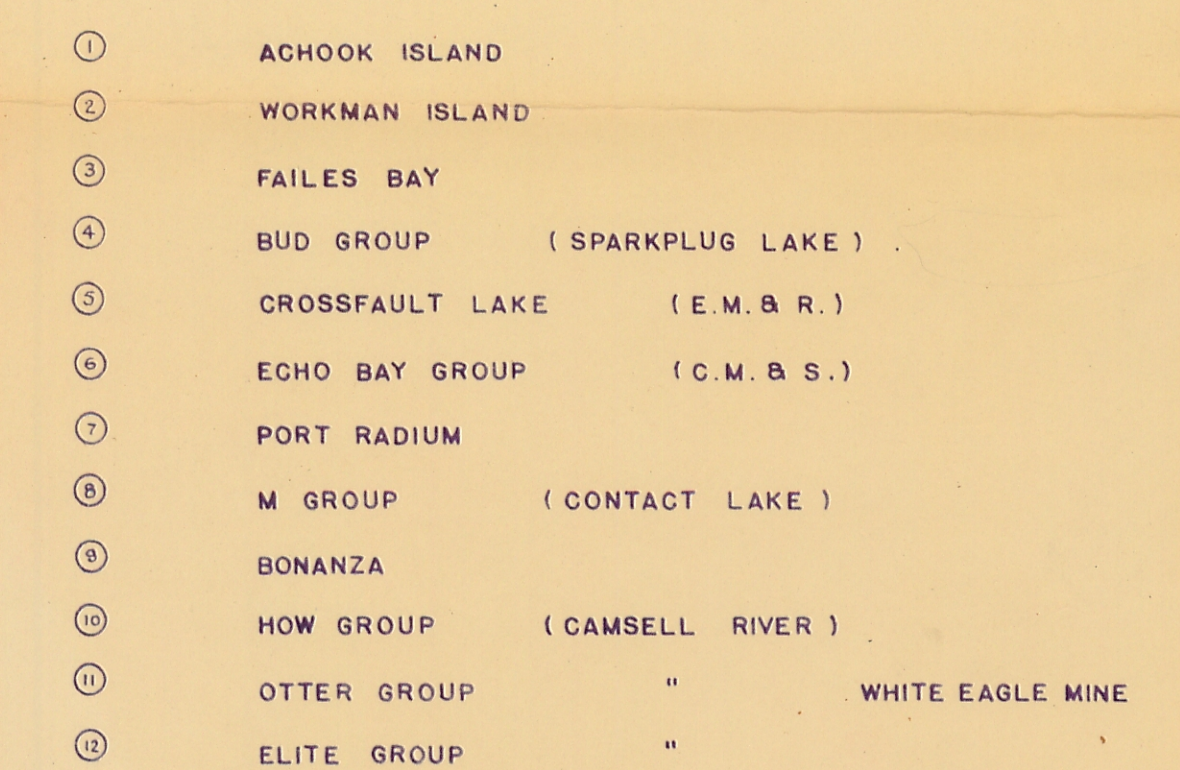 ① ACHOOK ISLAND
② WORKMAN ISLAND
③ FAILES BAY
④ BUD GROUP ( SPARKPLUG LAKE ) .
⑤ CROSSFAULT LAKE ( E.M. & R. )
⑥ ECHO BAY GROUP ( C.M. & S. )
⑦ PORT RADIUM
⑧ M GROUP ( CONTACT LAKE )
⑨ BONANZA
⑩ HOW GROUP ( CAMSELL RIVER )
⑪ OTTER GROUP " WHITE EAGLE MINE
⑫ ELITE GROUP "